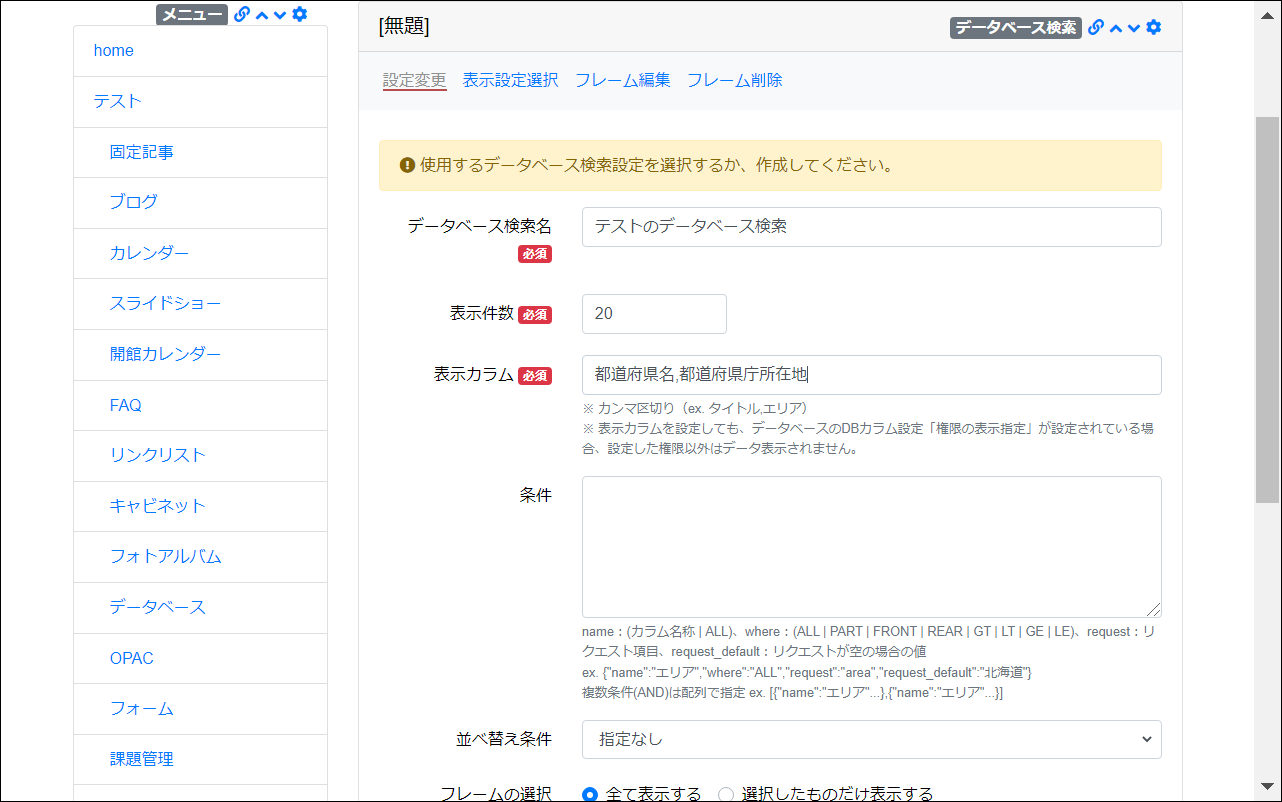 メニュー
home
テスト
固定記事
ブログ
カレンダー
スライドショー
開館カレンダー
FAQ
リンクリスト
キャビネット
フォトアルバム
データベース
OPAC
フォーム
課題管理
[無題]
データベース検索
設定変更 表示設定選択 フレーム編集 フレーム削除
使用するデータベース検索設定を選択するか、作成してください。
データベース検索名 必須
テストのデータベース検索
表示件数 必須
20
表示カラム 必須
都道府県名,都道府県庁所在地
※ カンマ区切り（ex. タイトル,エリア）
※ 表示カラムを設定しても、データベースのDBカラム設定「権限の表示指定」が設定されている場
合、設定した権限以外はデータ表示されません。
条件
name：(カラム名称 | ALL)、where：(ALL | PART | FRONT | REAR | GT | LT | GE | LE)、request：リ
クエスト項目、request_default：リクエストが空の場合の値
ex. {"name":"エリア","where":"ALL","request":"area","request_default":"北海道"}
複数条件(AND)は配列で指定 ex. [{"name":"エリア"...},{"name":"エリア"...}]
並べ替え条件
指定なし
フレームの選択
全て表示する 選択したものだけ表示する